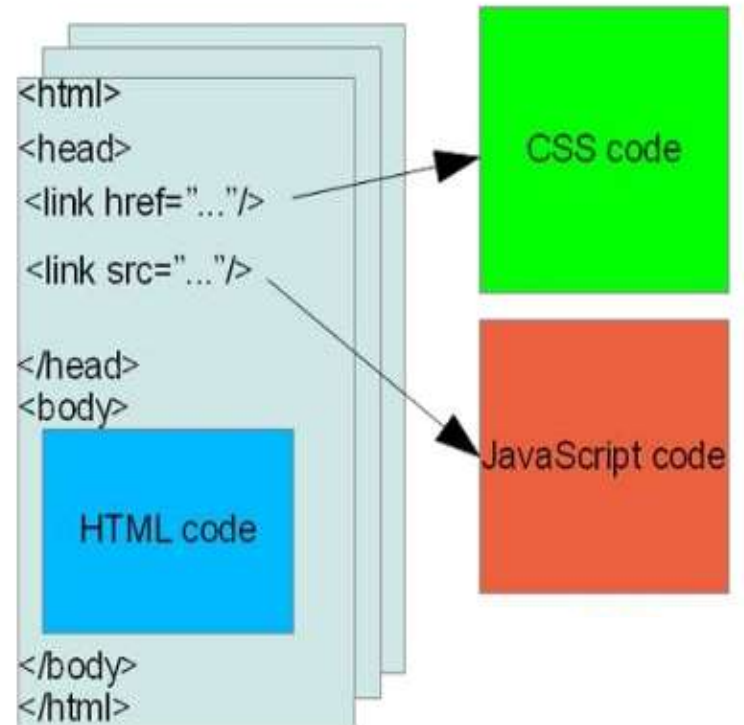 <html>
<head>
<link href="..."/>
<link src="..."/>
</head>
<body>
HTML code
</body>
</html>
CSS code
JavaScript code